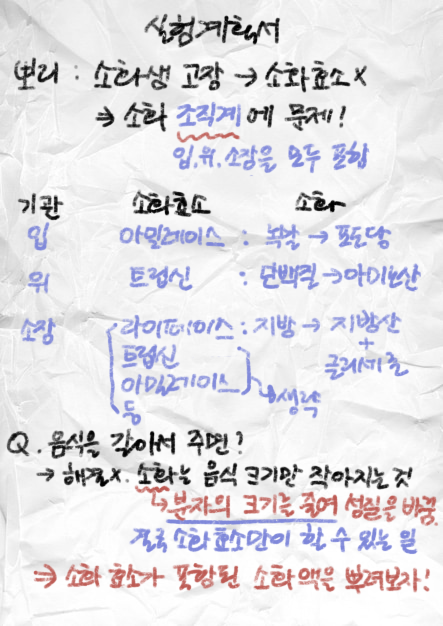 실험계획서
뽀리 : 소화샘 고장 → 소화효소 X
⇒ 소화 조직계에 문제!
입, 위, 소장을 모두 포함
기관 소화효소 소화
입 아밀레이스 : 녹말 → 포도당
위 트립신 : 단백질 → 아미노산
소장 라이페이스 : 지방 → 지방산
+
트립신 글리세롤
아밀레이스
등 생략
Q. 음식을 갈아서 주면?
→ 해결X. 소화는 음식 크기만 작아지는 것
↳ 분자의 크기는 줄여 성질을 바꿈.
결국 소화효소만이 할 수 있는 일
⇒ 소화 효소가 포함된 소화액을 뿌려보자!